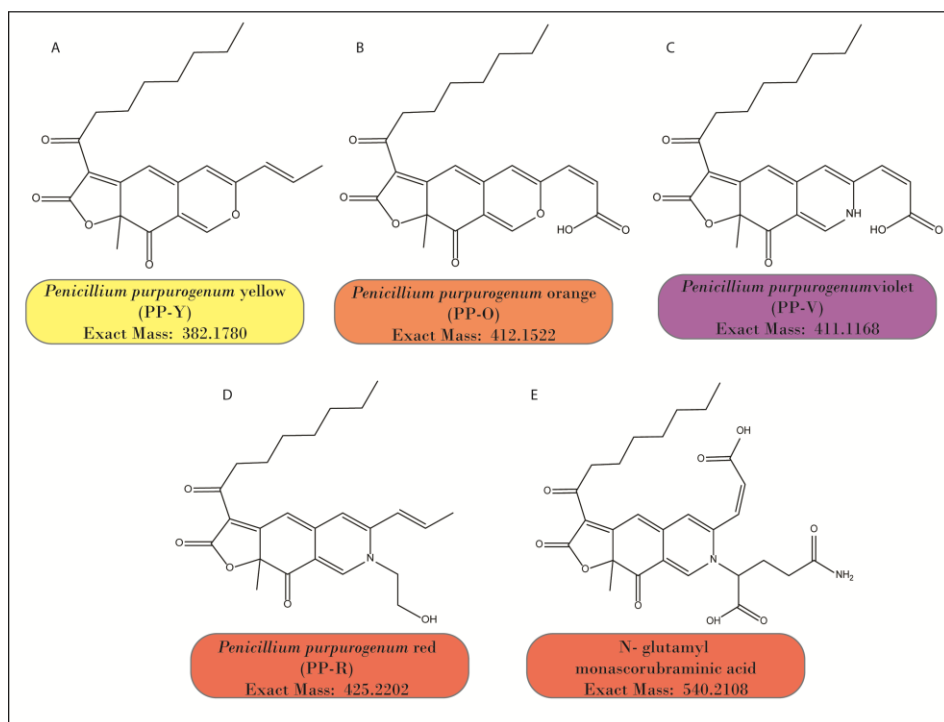 A
B
C
O
O
O
O
O
O
O
O
O
HO
O
O
O
O
NH
O
HO
O
Penicillium purpurogenum yellow
(PP-Y)
Exact Mass: 382.1780
Penicillium purpurogenum orange
(PP-O)
Exact Mass: 412.1522
Penicillium purpurogenumviolet
(PP-V)
Exact Mass: 411.1168
D
E
O
O
O
N
O
OH
OH
O
O
O
O
N
O
O
NH2
OH
O
Penicillium purpurogenum red
(PP-R)
Exact Mass: 425.2202
N- glutamyl
monascorubraminic acid
Exact Mass: 540.2108